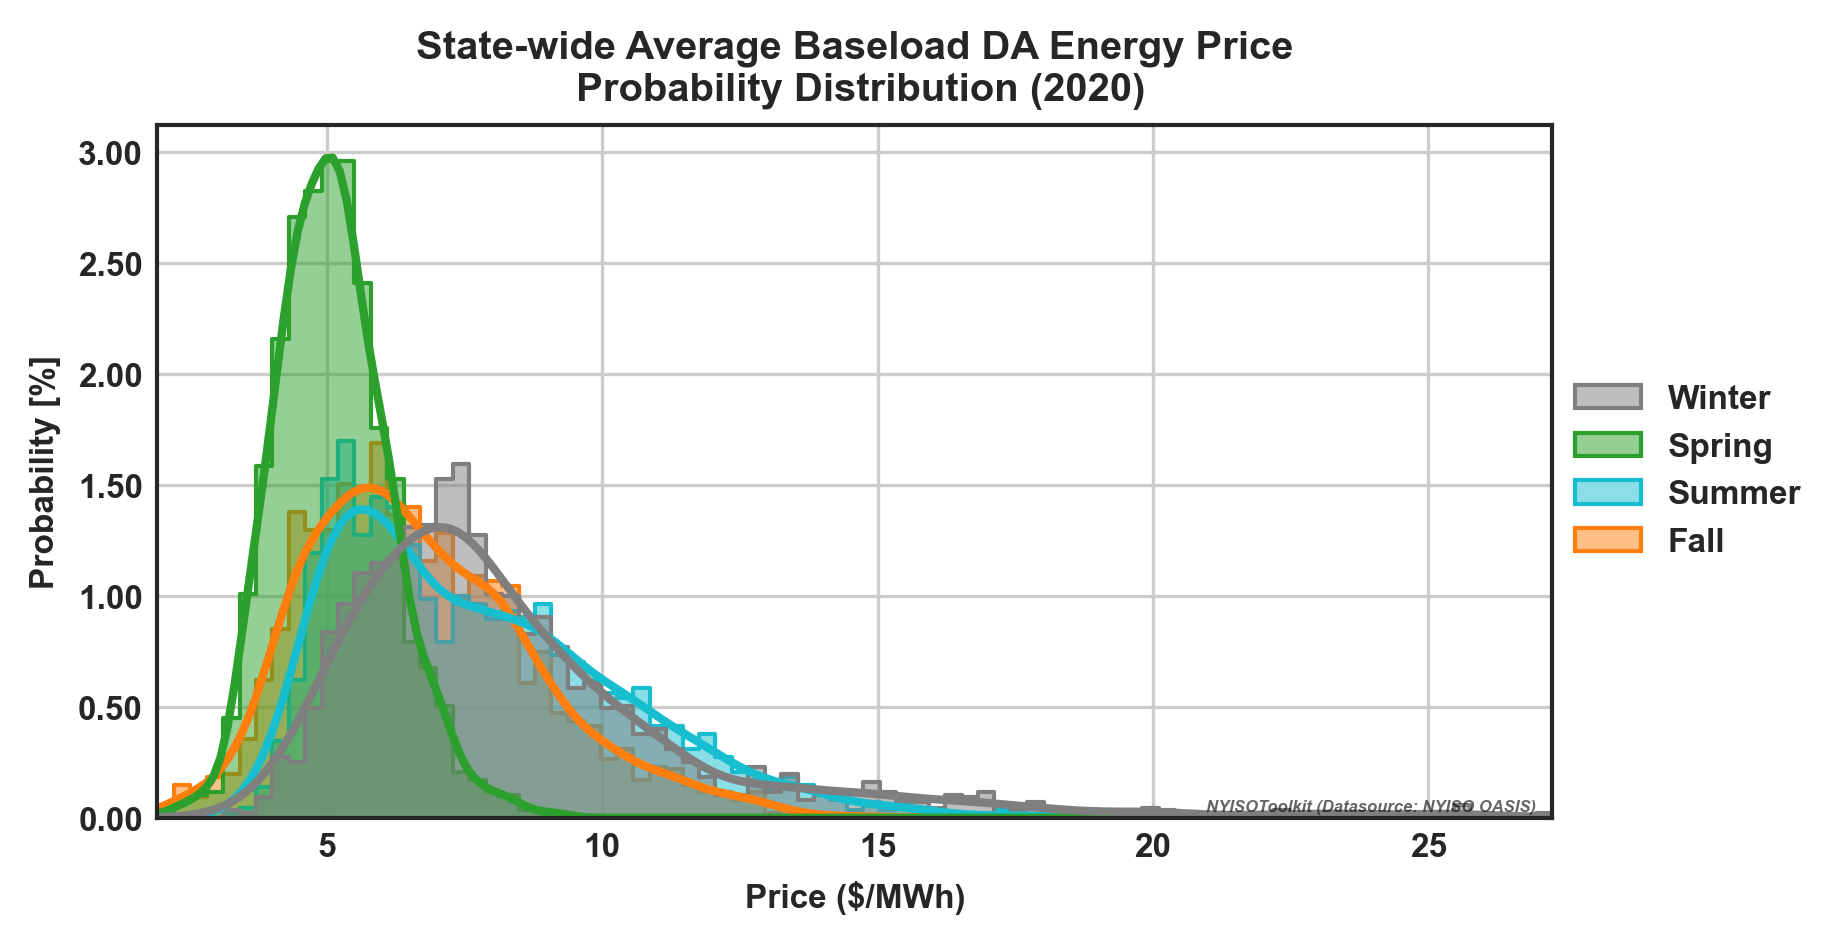 State-wide Average Baseload DA Energy Price
Probability Distribution (2020)
Probability [%]
3.00
2.50
2.00
1.50
1.00
0.50
0.00
5
10
15
20
25
Price ($/MWh)
Winter
Spring
Summer
Fall
NYISOToolkit (Datasource: NYISO OASIS)